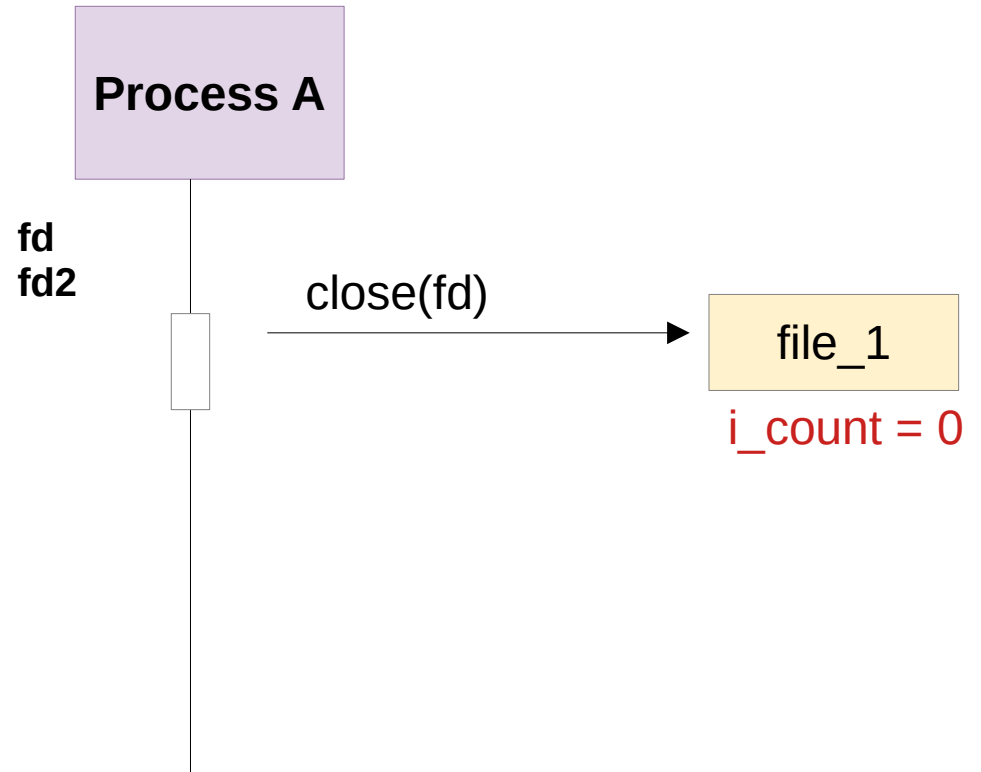 Process A
fd
fd2
close(fd)
file_1
i_count = 0